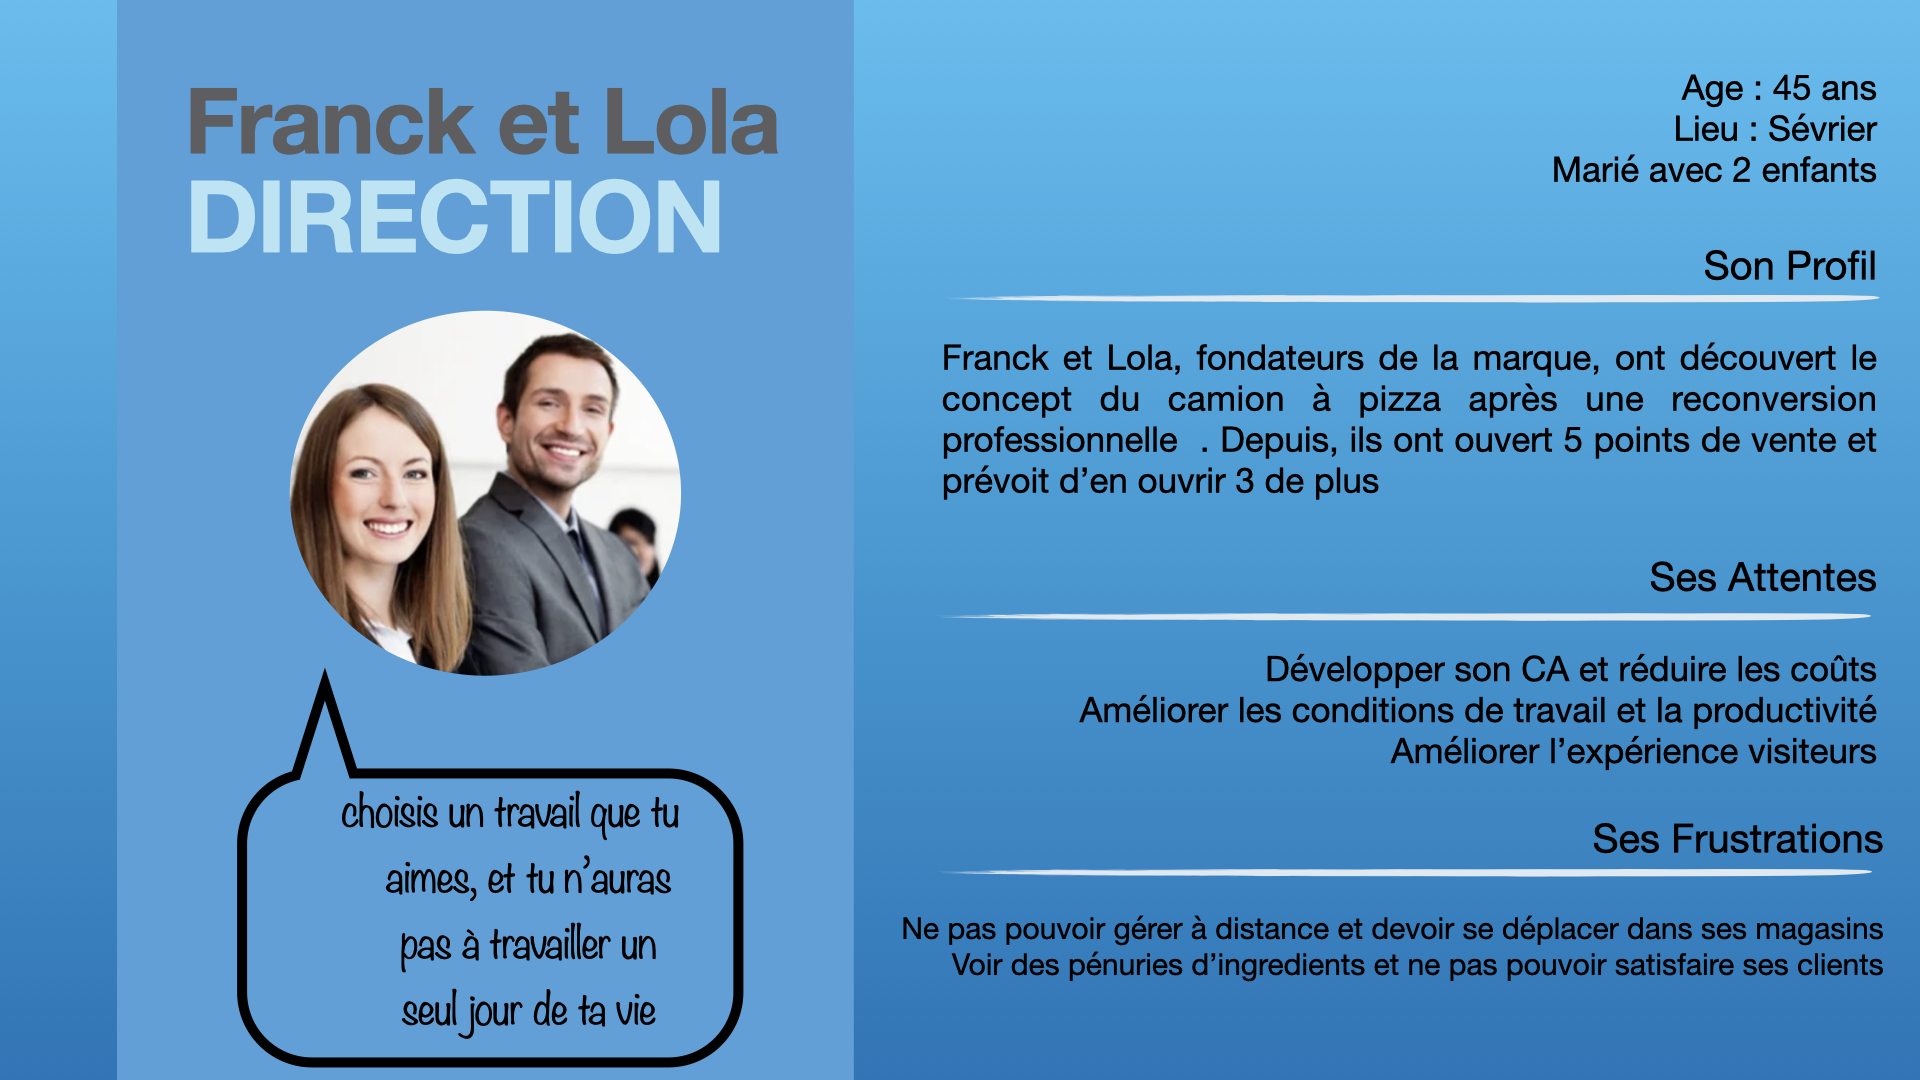 Franck et Lola
DIRECTION
choisis un travail que tu
aimes, et tu n’auras
pas à travailler un
seul jour de ta vie
Age : 45 ans
Lieu : Sévrier
Marié avec 2 enfants
Son Profil
Franck et Lola, fondateurs de la marque, ont découvert le
concept du camion à pizza après une reconversion
professionnelle  . Depuis, ils ont ouvert 5 points de vente et
prévoit d’en ouvrir 3 de plus
Ses Attentes
Développer son CA et réduire les coûts
Améliorer les conditions de travail et la productivité
Améliorer l’expérience visiteurs
Ses Frustrations
Ne pas pouvoir gérer à distance et devoir se déplacer dans ses magasins
Voir des pénuries d’ingredients et ne pas pouvoir satisfaire ses clients